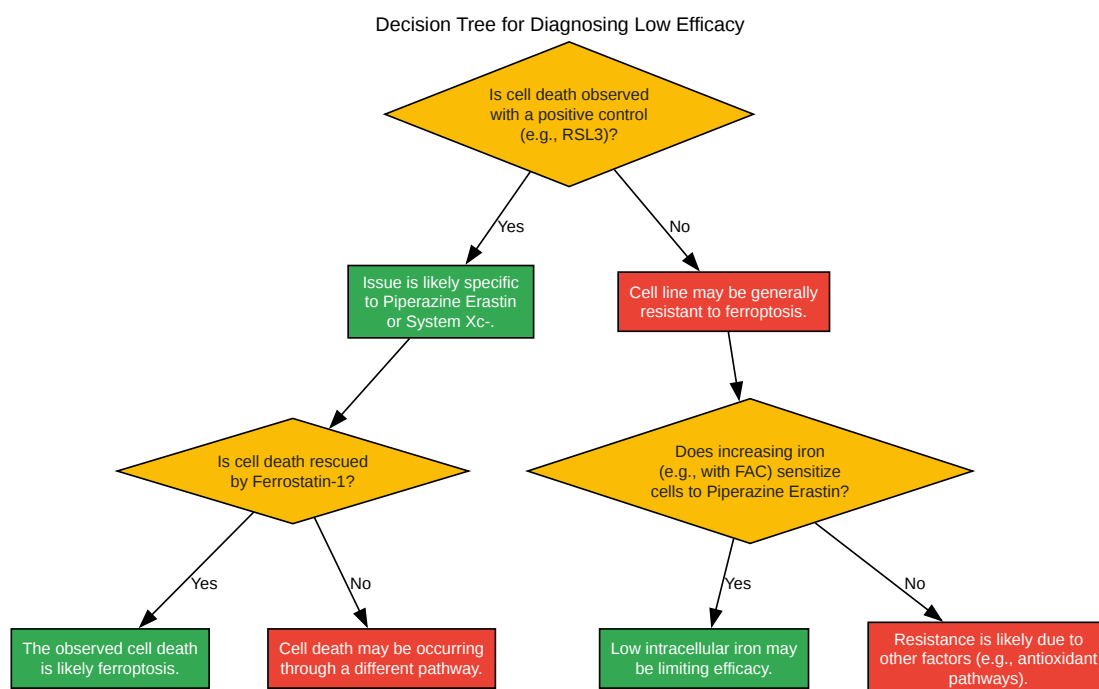 Decision Tree for Diagnosing Low Efficacy
Is cell death observed
with a positive control
(e.g., RSL3)?
Yes
No
Issue is likely specific
to Piperazine Erastin
or System Xc-.
Cell line may be generally
resistant to ferroptosis.
Is cell death rescued
by Ferrostatin-1?
Does increasing iron
(e.g., with FAC) sensitize
cells to Piperazine Erastin?
Yes
No
Yes
No
The observed cell death
is likely ferroptosis.
Cell death may be occurring
through a different pathway.
Low intracellular iron may
be limiting efficacy.
Resistance is likely due to
other factors (e.g., antioxidant
pathways).